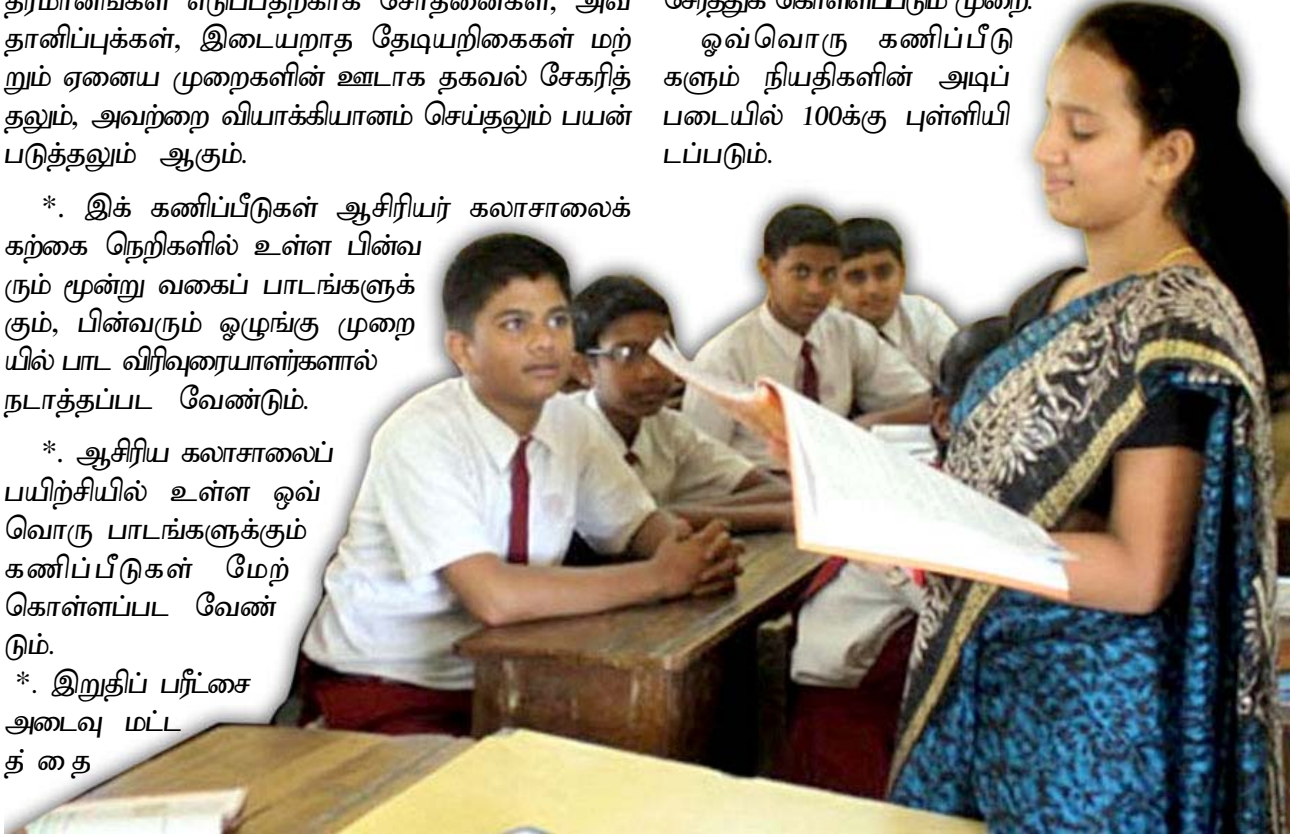 தீர்மானங்கள் எடுப்பதற்காக சோதனைகள், அவ
தானிப்புக்கள், இடையறாத தேடியறிகைகள் மற்
றும் ஏனைய முறைகளின் ஊடாக தகவல் சேகரித்
தலும், அவற்றை வியாக்கியானம் செய்தலும் பயன்
படுத்தலும் ஆகும்.
*. இக் கணிப்பீடுகள் ஆசிரியர் கலாசாலைக்
கற்கை நெறிகளில் உள்ள பின்வ
ரும் மூன்று வகைப் பாடங்களுக்
கும், பின்வரும் ஓழுங்கு முறை
யில் பாட விரிவுரையாளர்களால்
நடாத்தப்பட வேண்டும்.
*. ஆசிரிய கலாசாலைப்
பயிற்சியில் உள்ள ஒவ்
வொரு பாடங்களுக்கும்
கணிப்பீடுகள் மேற்
கொள்ளப்பட வேண்
டும்.
*. இறுதிப் பரீட்சை
அடைவு மட்ட
த் தை
சேர்த்துக் கொள்ளப்படும் முறை.
ஓவ்வொரு கணிப்பீடு
களும் நியதிகளின் அடிப்
படையில் 100க்கு புள்ளியி
டப்படும்.